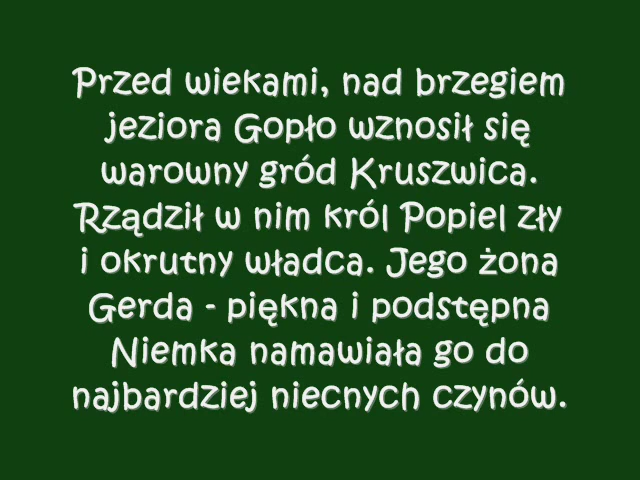 Przed wiekami, nad brzegiem
jeziora Gopło wznosił się
warowny gród Kruszwica.
Rządził w nim król Popiel zły
i okrutny władca. Jego żona
Gerda - piękna i podstępna
Niemka namawiała go do
najbardziej niecnych czynów.